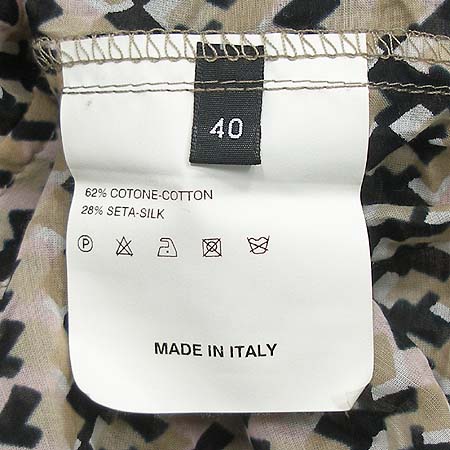 40
62% COTONE-COTTON
28% SETA-SILK
P
MADE IN ITALY